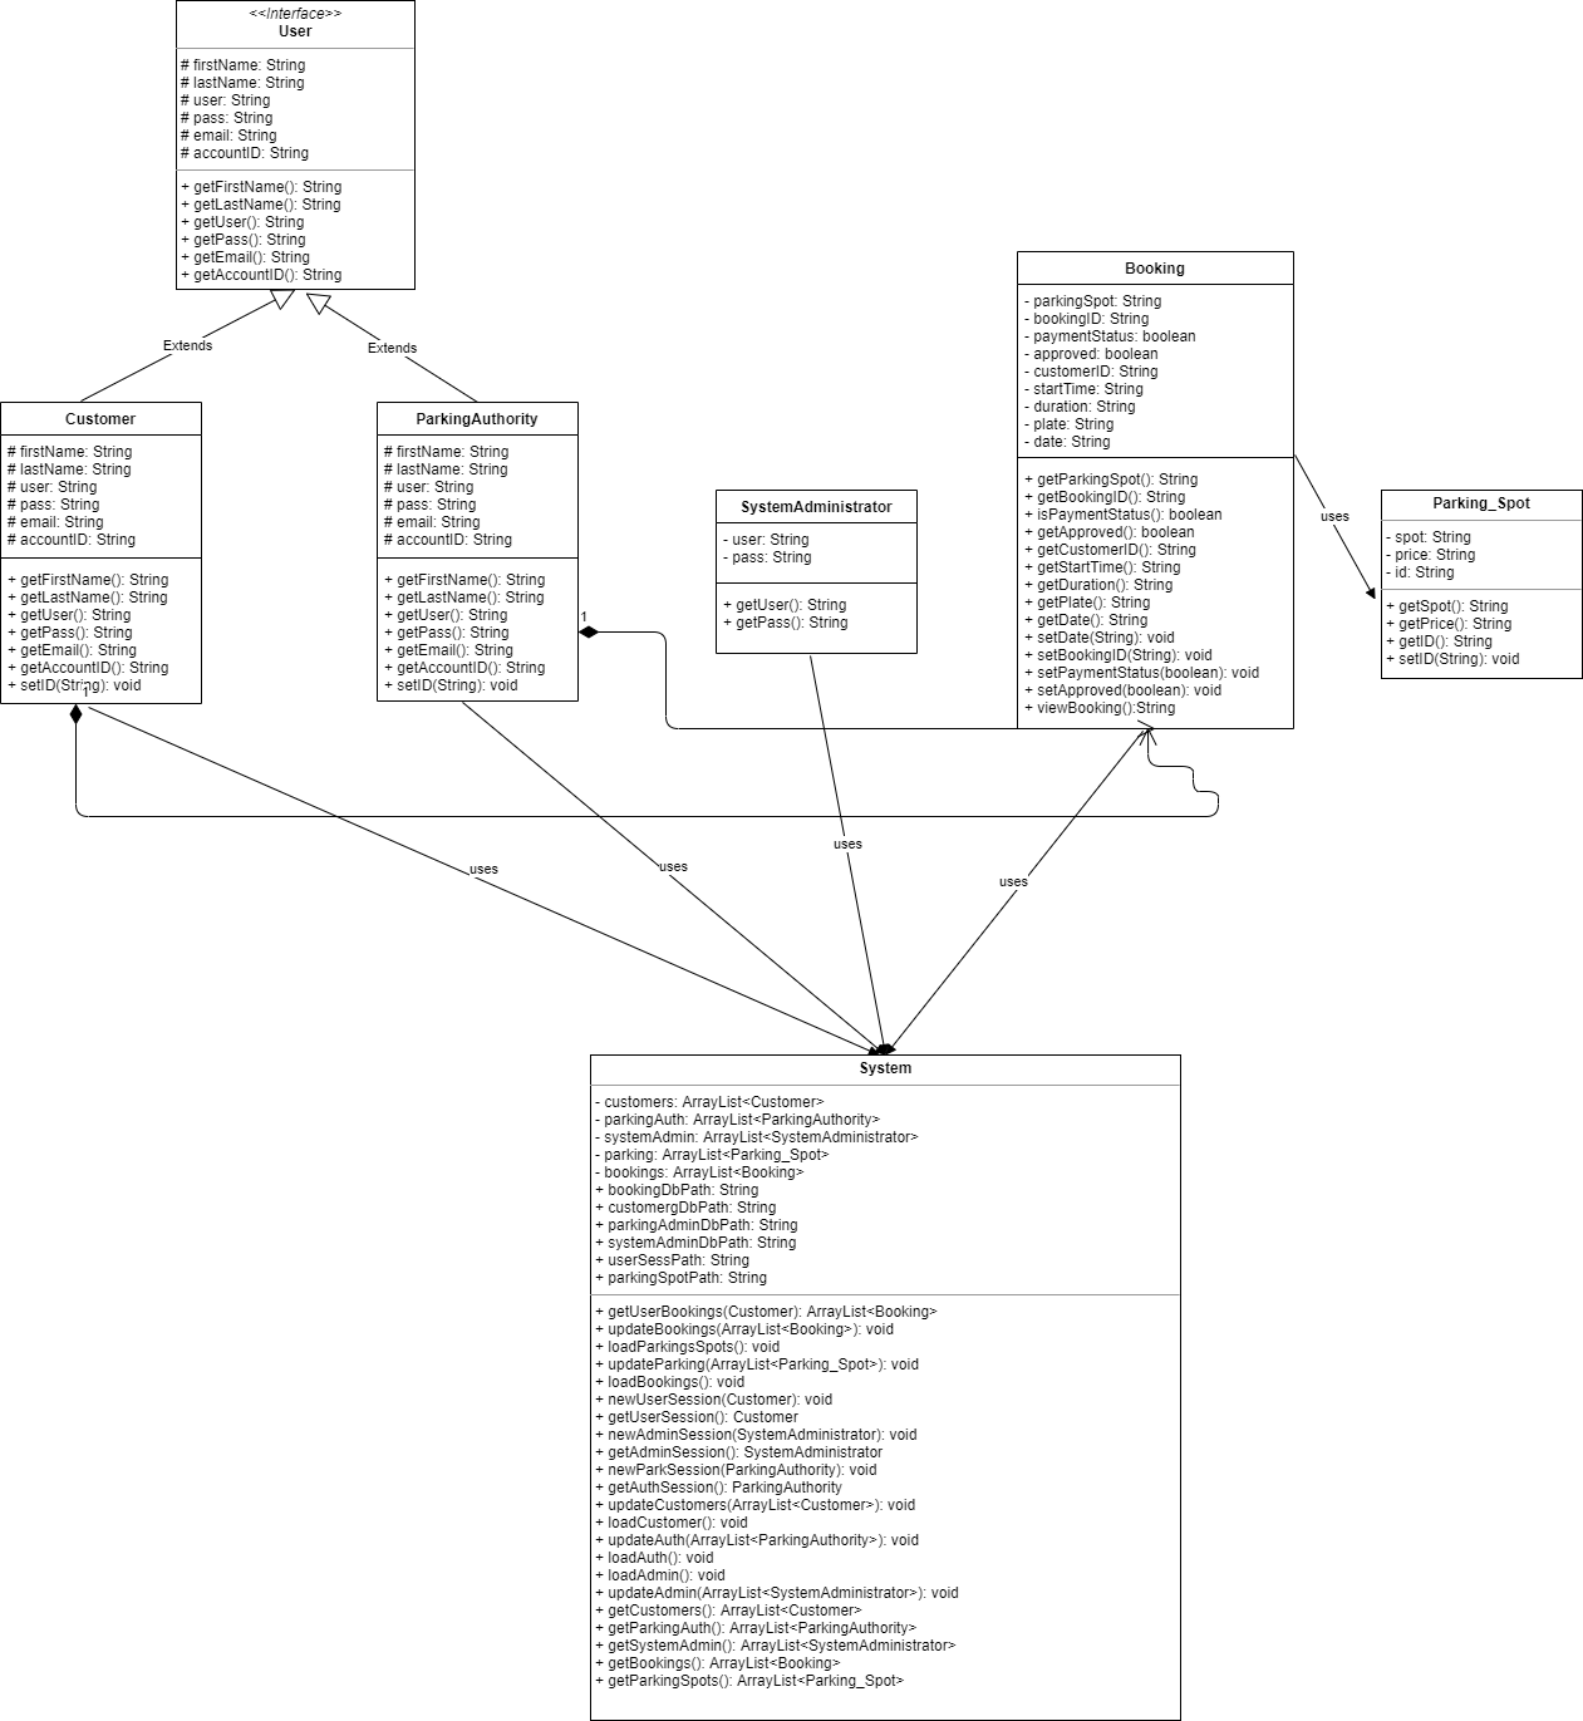 <<Interface>>
User
# firstName: String
# lastName: String
# user: String
# pass: String
# email: String
# accountID: String
+ getFirstName(): String
+ getLastName(): String
+ getUser(): String
+ getPass(): String
+ getEmail(): String
+ getAccountID(): String
Extends
Extends
Customer
# firstName: String
# lastName: String
# user: String
# pass: String
# email: String
# accountID: String
+ getFirstName(): String
+ getLastName(): String
+ getUser(): String
+ getPass(): String
+ getEmail(): String
+ getAccountID(): String
+ setID(String): void
1
ParkingAuthority
# firstName: String
# lastName: String
# user: String
# pass: String
# email: String
# accountID: String
+ getFirstName(): String
+ getLastName(): String
+ getUser(): String
+ getPass(): String
+ getEmail(): String
+ getAccountID(): String
+ setID(String): void
1
SystemAdministrator
- user: String
- pass: String
+ getUser(): String
+ getPass(): String
Booking
- parkingSpot: String
- bookingID: String
- paymentStatus: boolean
- approved: boolean
- customerID: String
- startTime: String
- duration: String
- plate: String
- date: String
+ getParkingSpot(): String
+ getBookingID(): String
+ isPaymentStatus(): boolean
+ getApproved(): boolean
+ getCustomerID(): String
+ getStartTime(): String
+ getDuration(): String
+ getPlate(): String
+ getDate(): String
+ setDate(String): void
+ setBookingID(String): void
+ setPaymentStatus(boolean): void
+ setApproved(boolean): void
+ viewBooking():String
uses
Parking_Spot
- spot: String
- price: String
- id: String
+ getSpot(): String
+ getPrice(): String
+ getID(): String
+ setID(String): void
uses
uses
uses
uses
System
- customers: ArrayList<Customer>
- parkingAuth: ArrayList<ParkingAuthority>
- systemAdmin: ArrayList<SystemAdministrator>
- parking: ArrayList<Parking_Spot>
- bookings: ArrayList<Booking>
+ bookingDbPath: String
+ customergDbPath: String
+ parkingAdminDbPath: String
+ systemAdminDbPath: String
+ userSessPath: String
+ parkingSpotPath: String
+ getUserBookings(Customer): ArrayList<Booking>
+ updateBookings(ArrayList<Booking>): void
+ loadParkingsSpots(): void
+ updateParking(ArrayList<Parking_Spot>): void
+ loadBookings(): void
+ newUserSession(Customer): void
+ getUserSession(): Customer
+ newAdminSession(SystemAdministrator): void
+ getAdminSession(): SystemAdministrator
+ newParkSession(ParkingAuthority): void
+ getAuthSession(): ParkingAuthority
+ updateCustomers(ArrayList<Customer>): void
+ loadCustomer(): void
+ updateAuth(ArrayList<ParkingAuthority>): void
+ loadAuth(): void
+ loadAdmin(): void
+ updateAdmin(ArrayList<SystemAdministrator>): void
+ getCustomers(): ArrayList<Customer>
+ getParkingAuth(): ArrayList<ParkingAuthority>
+ getSystemAdmin(): ArrayList<SystemAdministrator>
+ getBookings(): ArrayList<Booking>
+ getParkingSpots(): ArrayList<Parking_Spot>